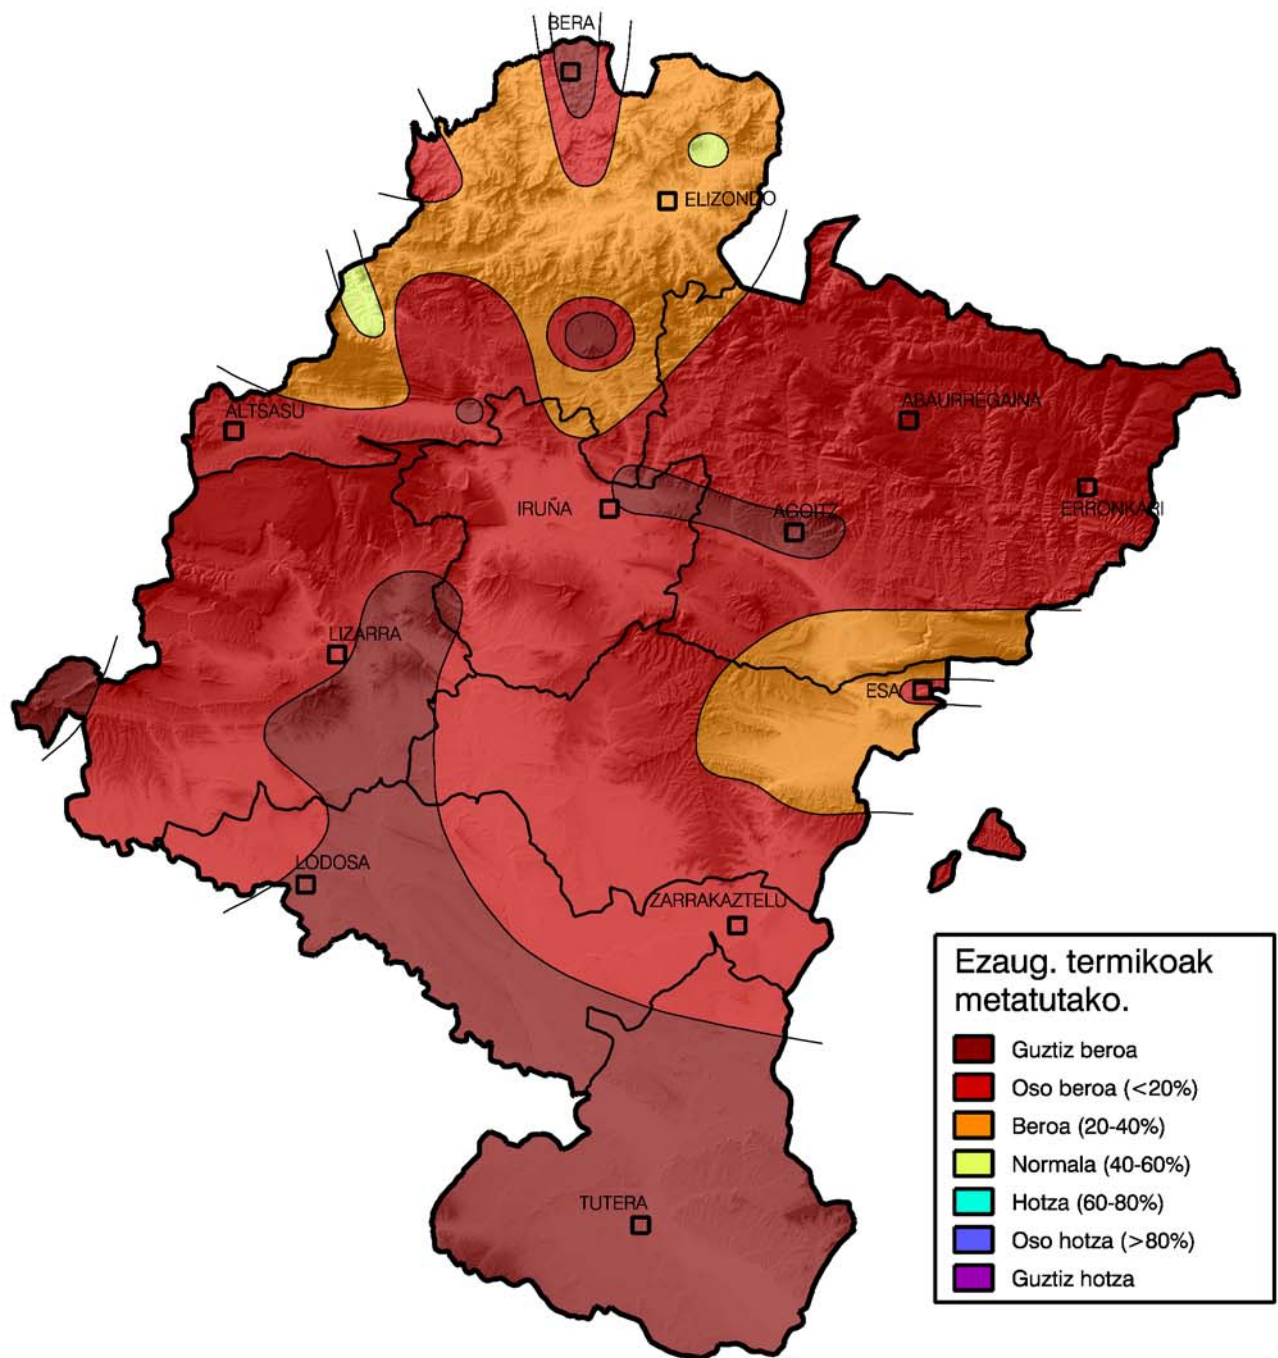 BERA
ELIZONDO
ALTSASU
ABAURREGAINA
IRUÑA
AGOITZ
ERRONKARI
LIZARRA
ESA
LODOSA
ZARRAKAZTELU
TUTERA
Ezaug. termikoak
metatutako.
Guztiz beroa
Oso beroa (<20%)
Beroa (20-40%)
Normala (40-60%)
Hotza (60-80%)
Oso hotza (>80%)
Guztiz hotza